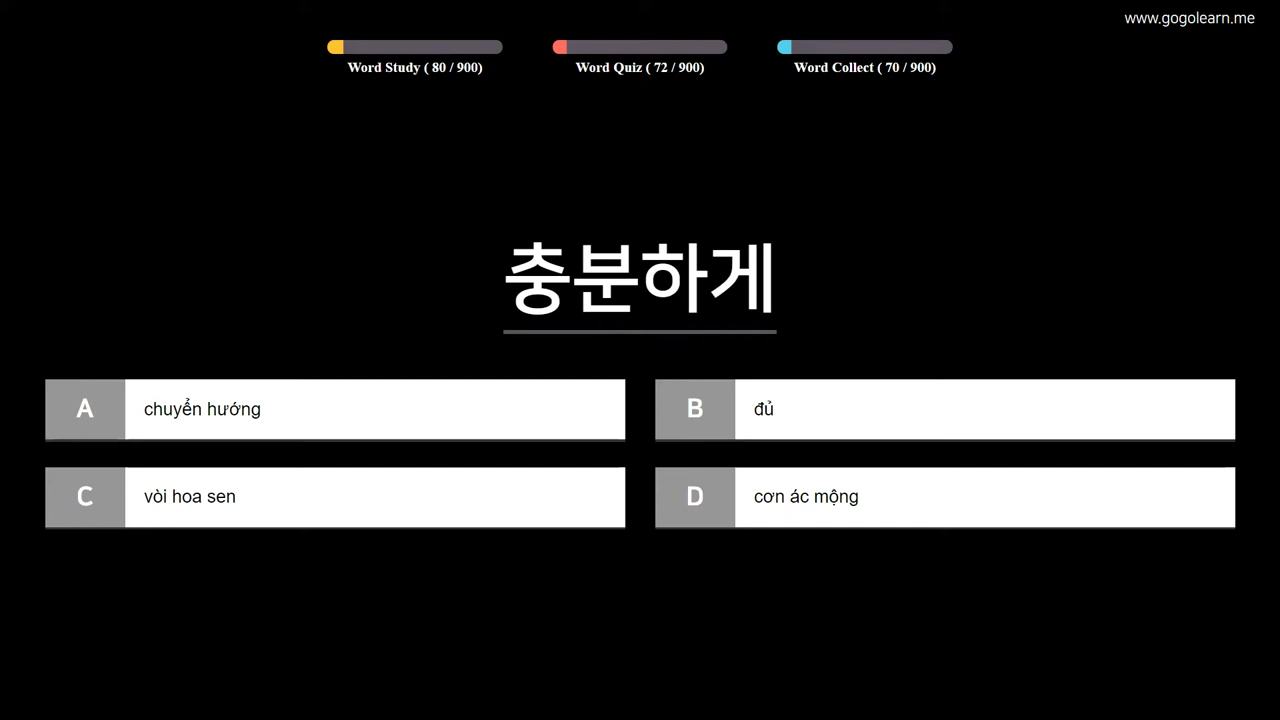 www.gogolearn.me
Word Study ( 80 / 900)
Word Quiz ( 72 / 900)
Word Collect ( 70 / 900)
충분하게
A chuyển hướng
B đủ
C vòi hoa sen
D cơn ác mộng